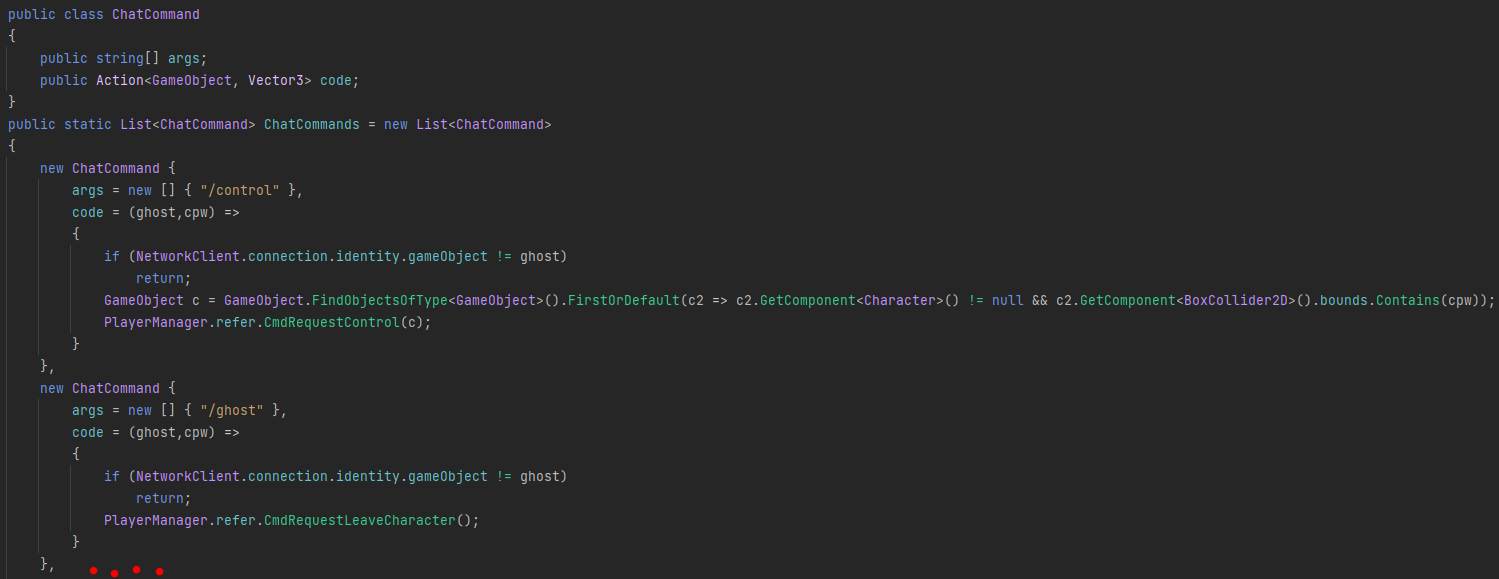 public class ChatCommand
{
    public string[] args;
    public Action<GameObject, Vector3> code;
}
public static List<ChatCommand> ChatCommands = new List<ChatCommand>
{
    new ChatCommand {
        args = new [] { "/control" },
        code = (ghost,cpw) =>
        {
            if (NetworkClient.connection.identity.gameObject != ghost)
                return;
            GameObject c = GameObject.FindObjectsOfType<GameObject>().FirstOrDefault(c2 => c2.GetComponent<Character>() != null && c2.GetComponent<BoxCollider2D>().bounds.Contains(cpw));
            PlayerManager.refer.CmdRequestControl(c);
        }
    },
    new ChatCommand {
        args = new [] { "/ghost" },
        code = (ghost,cpw) =>
        {
            if (NetworkClient.connection.identity.gameObject != ghost)
                return;
            PlayerManager.refer.CmdRequestLeaveCharacter();
        }
    },